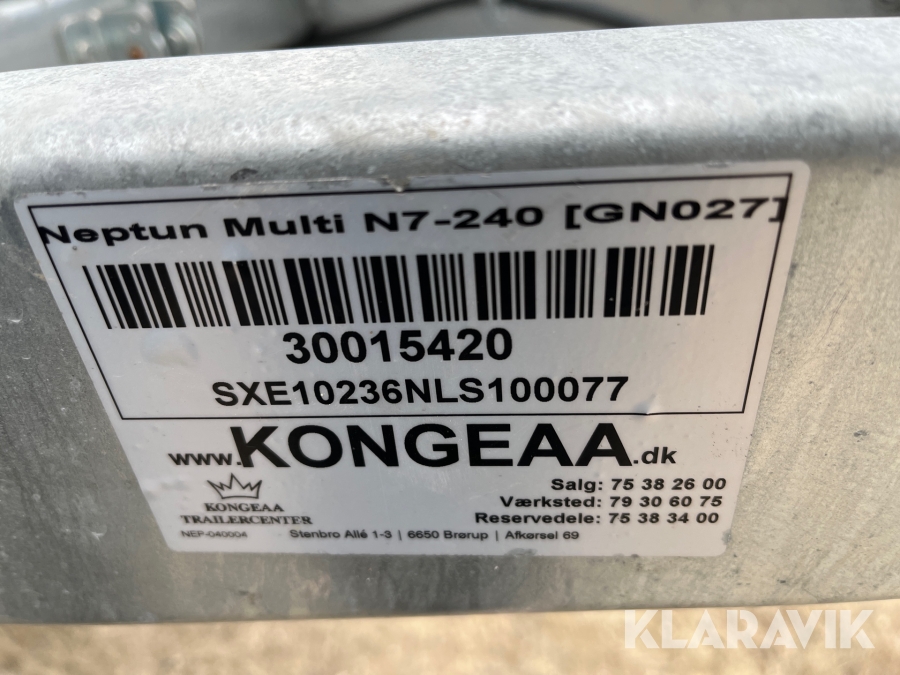 Neptun Multi N7-240 [GN027]
30015420
SXE10236NLS100077
www.KONGEAA.dk
Salg: 75 38 26 00
Værksted: 79 30 60 75
Reservedele: 75 38 34 00
KONGEAA
TRAILERCENTER
NEP-040004
Stenbro Allé 1-3 | 6650 Brørup | Afkørsel 69
KLARAVIK